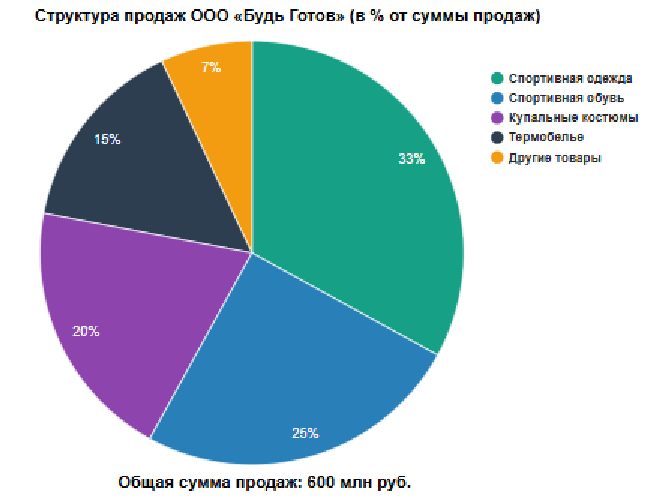 Структура продаж ООО «Будь Готов» (в % от суммы продаж)
7%
Спортивная одежда
Спортивная обувь
Купальные костюмы
Термобелье
Другие товары
15%
33%
20%
25%
Общая сумма продаж: 600 млн руб.